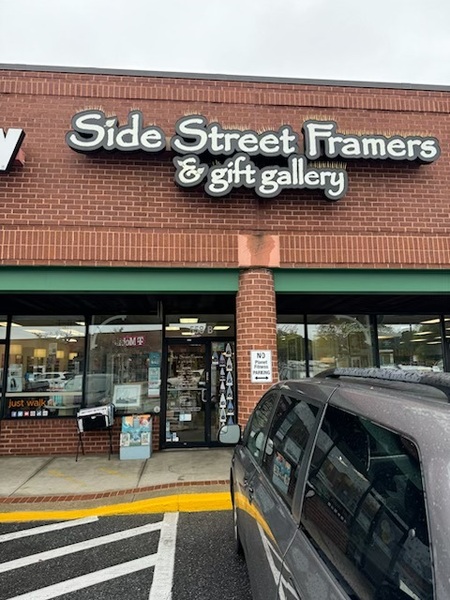 Side Street Framers
& gift gallery
NO
Planet
Fitness
PARKING
just walk